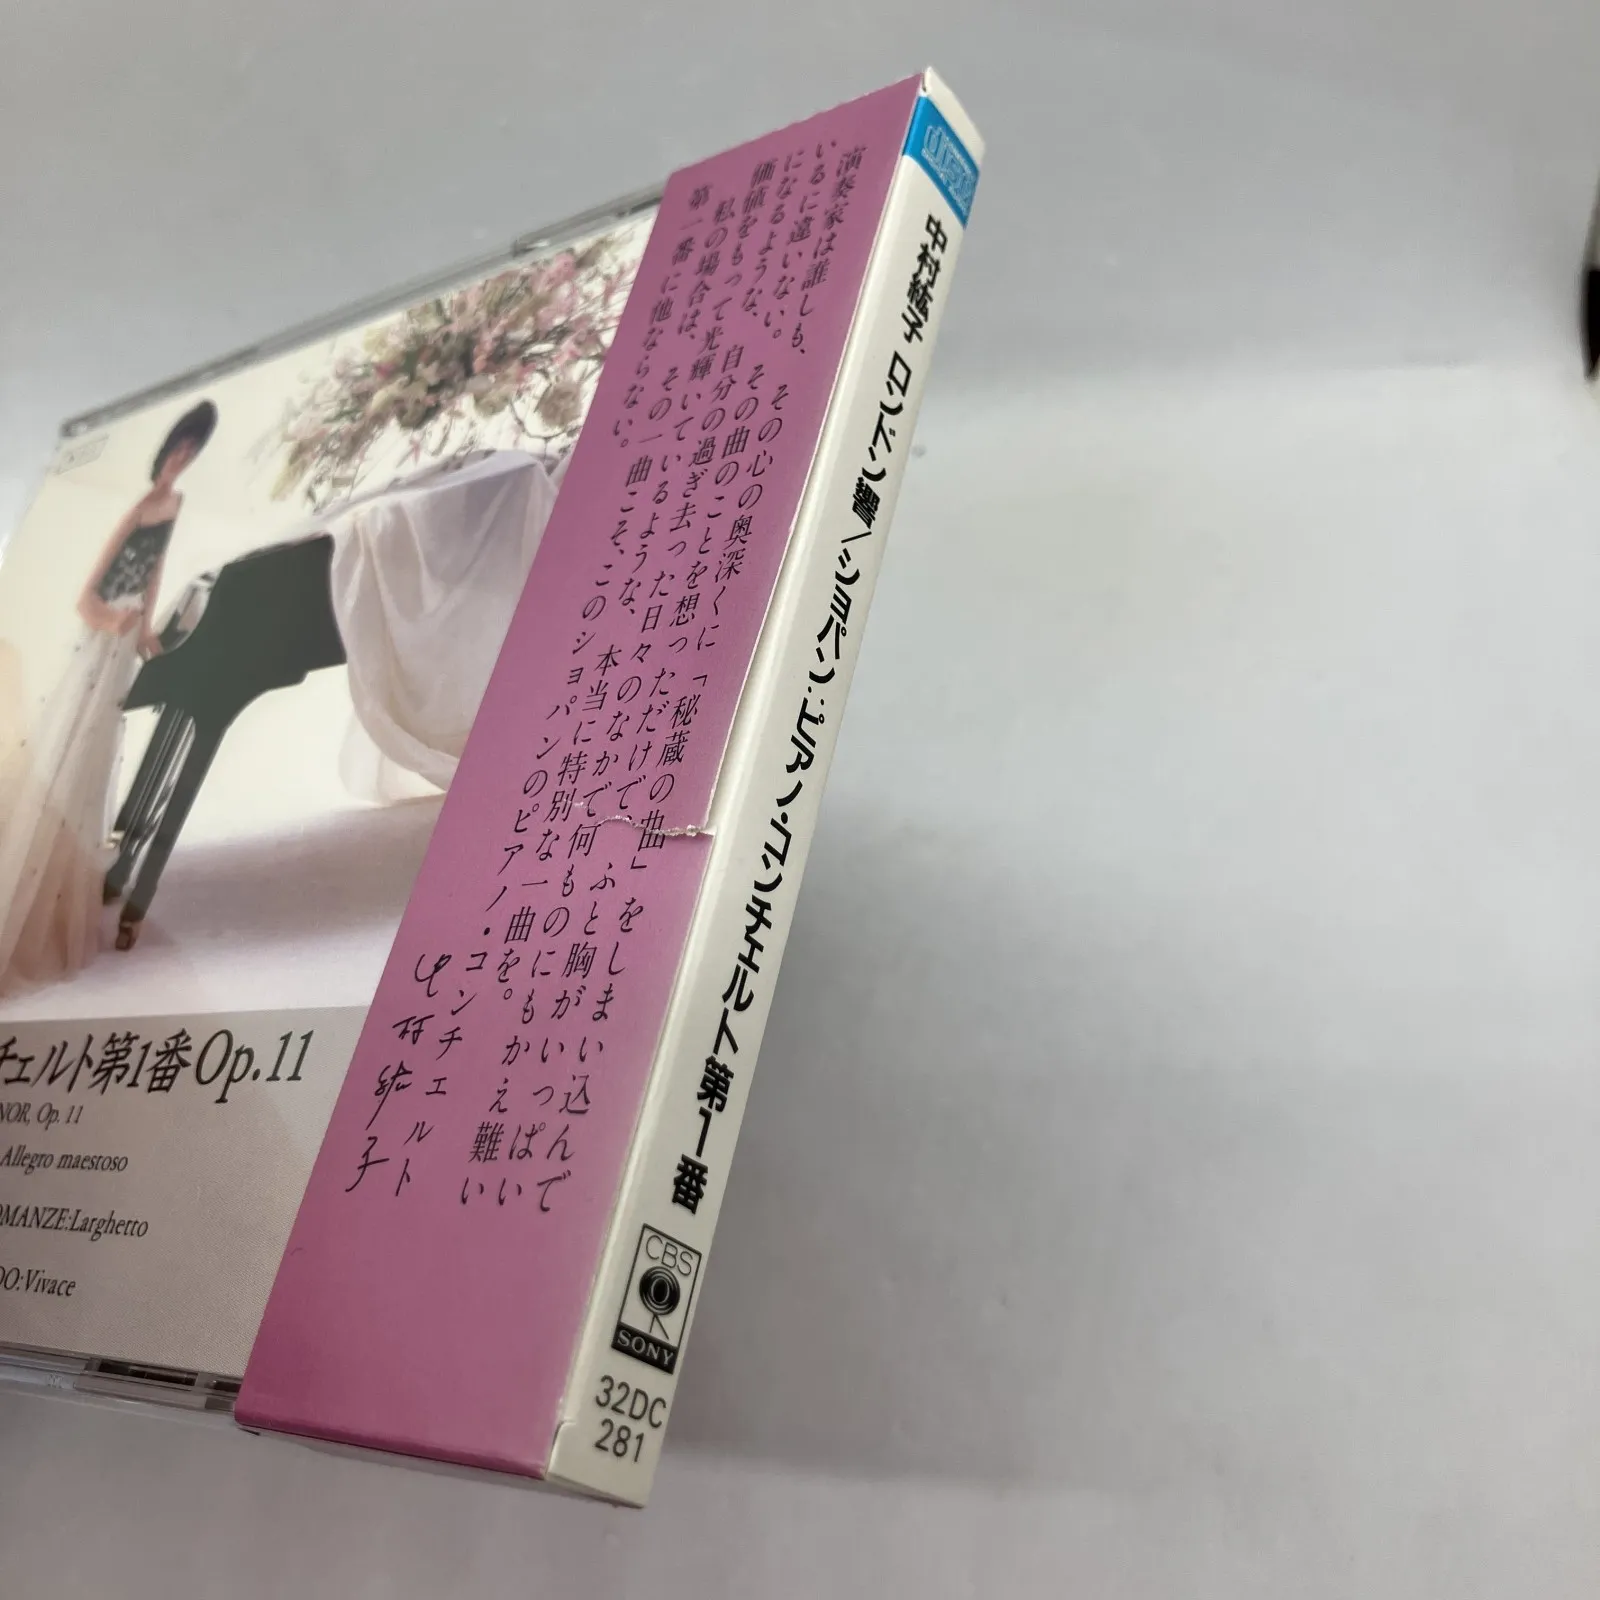 演奏家は誰しも、その心の奥深くに「秘蔵の曲」をしまい込んで
いるに違いない。その曲のことを想っただけで、ふと胸がいっぱい
になるような、自分の過ぎ去った日々のなかで何ものにもかえ難い
価値をもって光輝いているような、本当に特別な一曲を。
私の場合は、その一曲こそ、このショパンのピアノ・コンチェルト
第一番に他ならない。
中村紘子
中村紘子 ロンドン響/ショパン:ピアノ・コンチェルト第1番
CBS
SONY
32DC
281
チェルト第1番 Op.11
NOR, Op. 11
Allegro maestoso
OMANZE:Larghetto
DO:Vivace